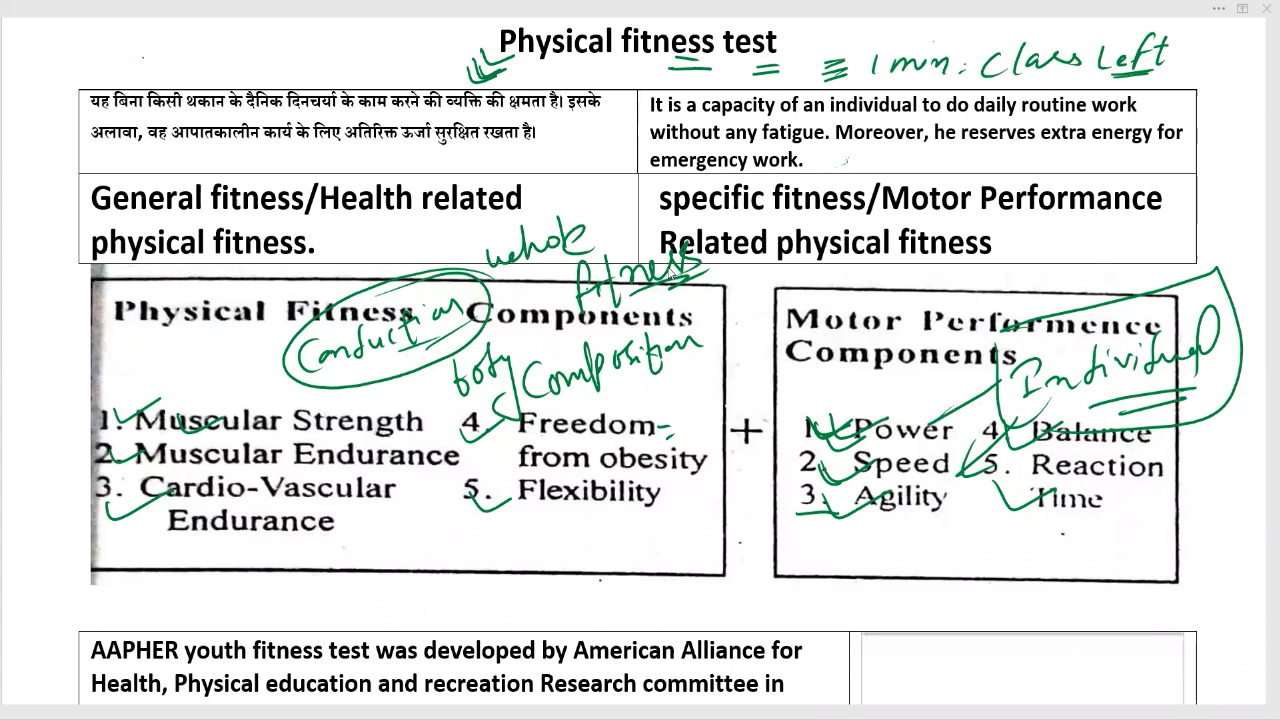 Physical fitness test
1 min. Class Left
यह बिना किसी थकान के दैनिक दिनचर्या के काम करने की व्यक्ति की क्षमता है। इसके
अलावा, वह आपातकालीन कार्य के लिए अतिरिक्त ऊर्जा सुरक्षित रखता है।
It is a capacity of an individual to do daily routine work
without any fatigue. Moreover, he reserves extra energy for
emergency work.
General fitness/Health related
physical fitness.
specific fitness/Motor Performance
Related physical fitness
whole
fitness
Physical Fitness Components
Conduction
body Composition
1. Muscular Strength
2. Muscular Endurance
3. Cardio-Vascular
Endurance
4. Freedom
from obesity
5. Flexibility
+
Motor Performence
Components
Individual
1. Power
2. Speed
3. Agility
4. Balance
5. Reaction
Time
AAPHER youth fitness test was developed by American Alliance for
Health, Physical education and recreation Research committee in